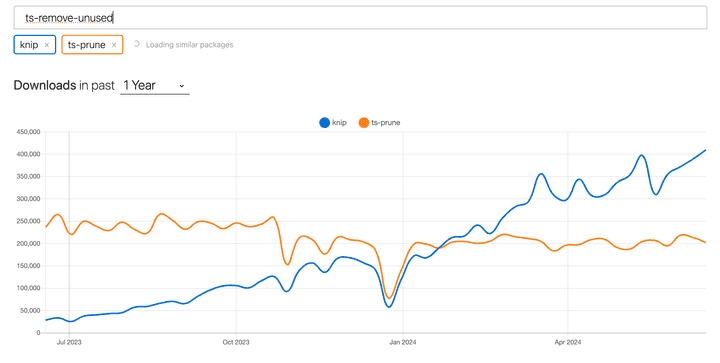 ts-remove-unused
knip × ts-prune × Loading similar packages
Downloads in past 1 Year
knip ts-prune
450,000
400,000
350,000
300,000
250,000
200,000
150,000
100,000
50,000
0
Jul 2023 Oct 2023 Jan 2024 Apr 2024